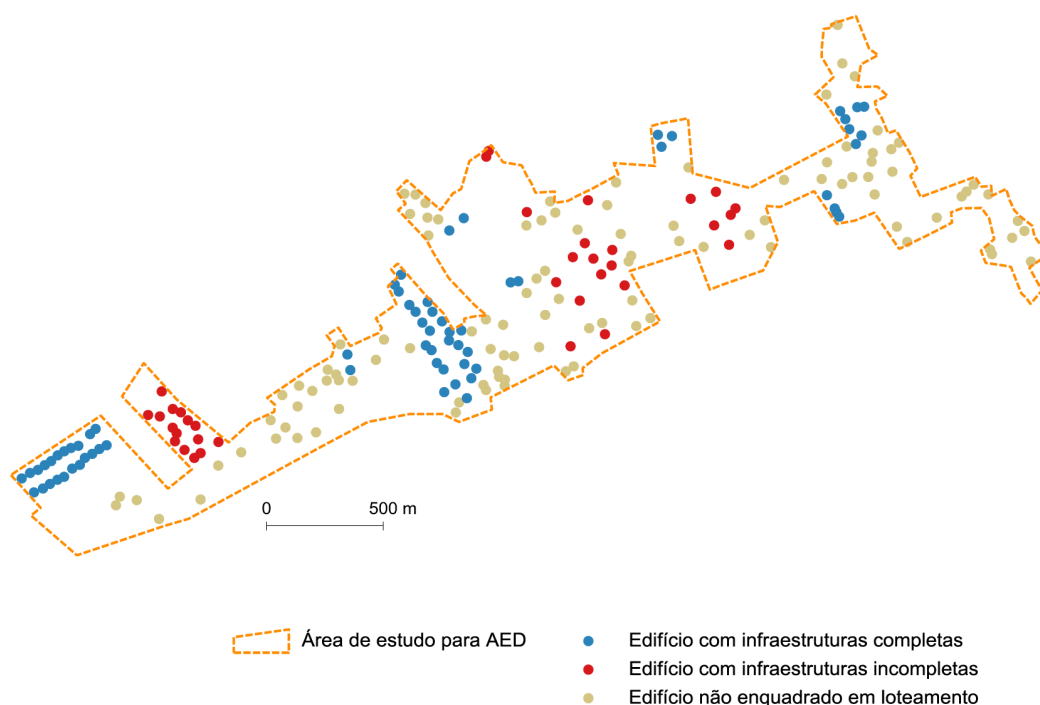 0 500 m
Área de estudo para AED
Edifício com infraestruturas completas
Edifício com infraestruturas incompletas
Edifício não enquadrado em loteamento